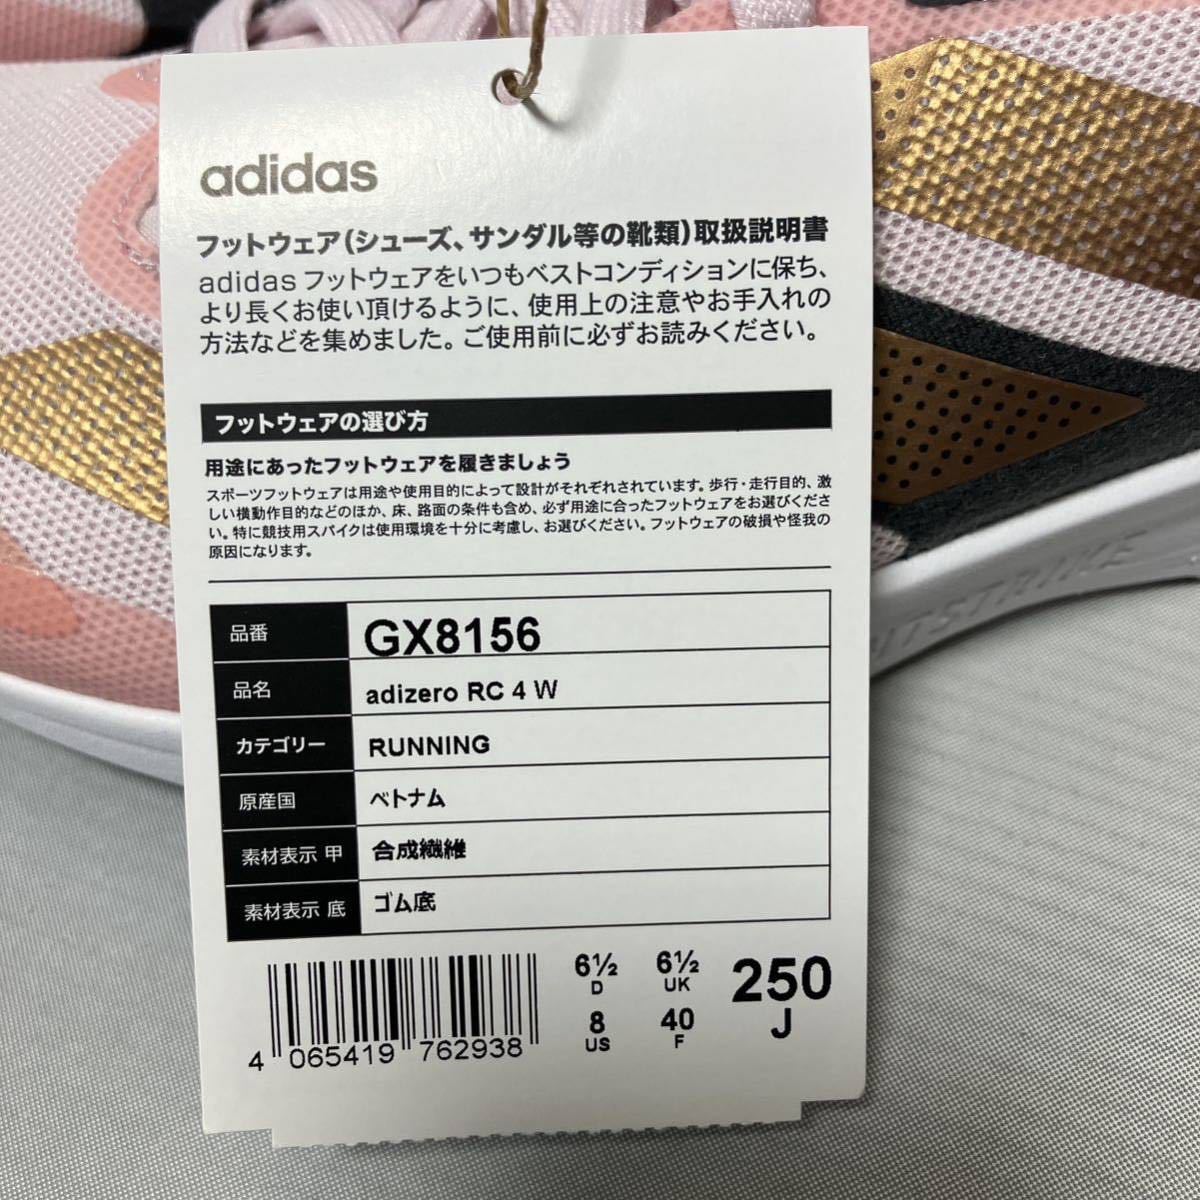 adidas
フットウェア(シューズ、サンダル等の靴類)取扱説明書
adidas フットウェアをいつもベストコンディションに保ち、
より長くお使い頂けるように、使用上の注意やお手入れの
方法などを集めました。ご使用前に必ずお読みください。
フットウェアの選び方
用途にあったフットウェアを履きましょう
スポーツフットウェアは用途や使用目的によって設計がそれぞれされています。歩行・走行目的、激
しい横動作目的などのほか、床、路面の条件も含め、必ず用途に合ったフットウェアをお選びくださ
い。特に競技用スパイクは使用環境を十分に考慮し、お選びください。フットウェアの破損や怪我の
原因になります。
品番 GX8156
品名 adizero RC 4 W
カテゴリー RUNNING
原産国 ベトナム
素材表示 甲 合成繊維
素材表示 底 ゴム底
6½ 6½ 250
D UK J
8 40
US F
4 065419 762938